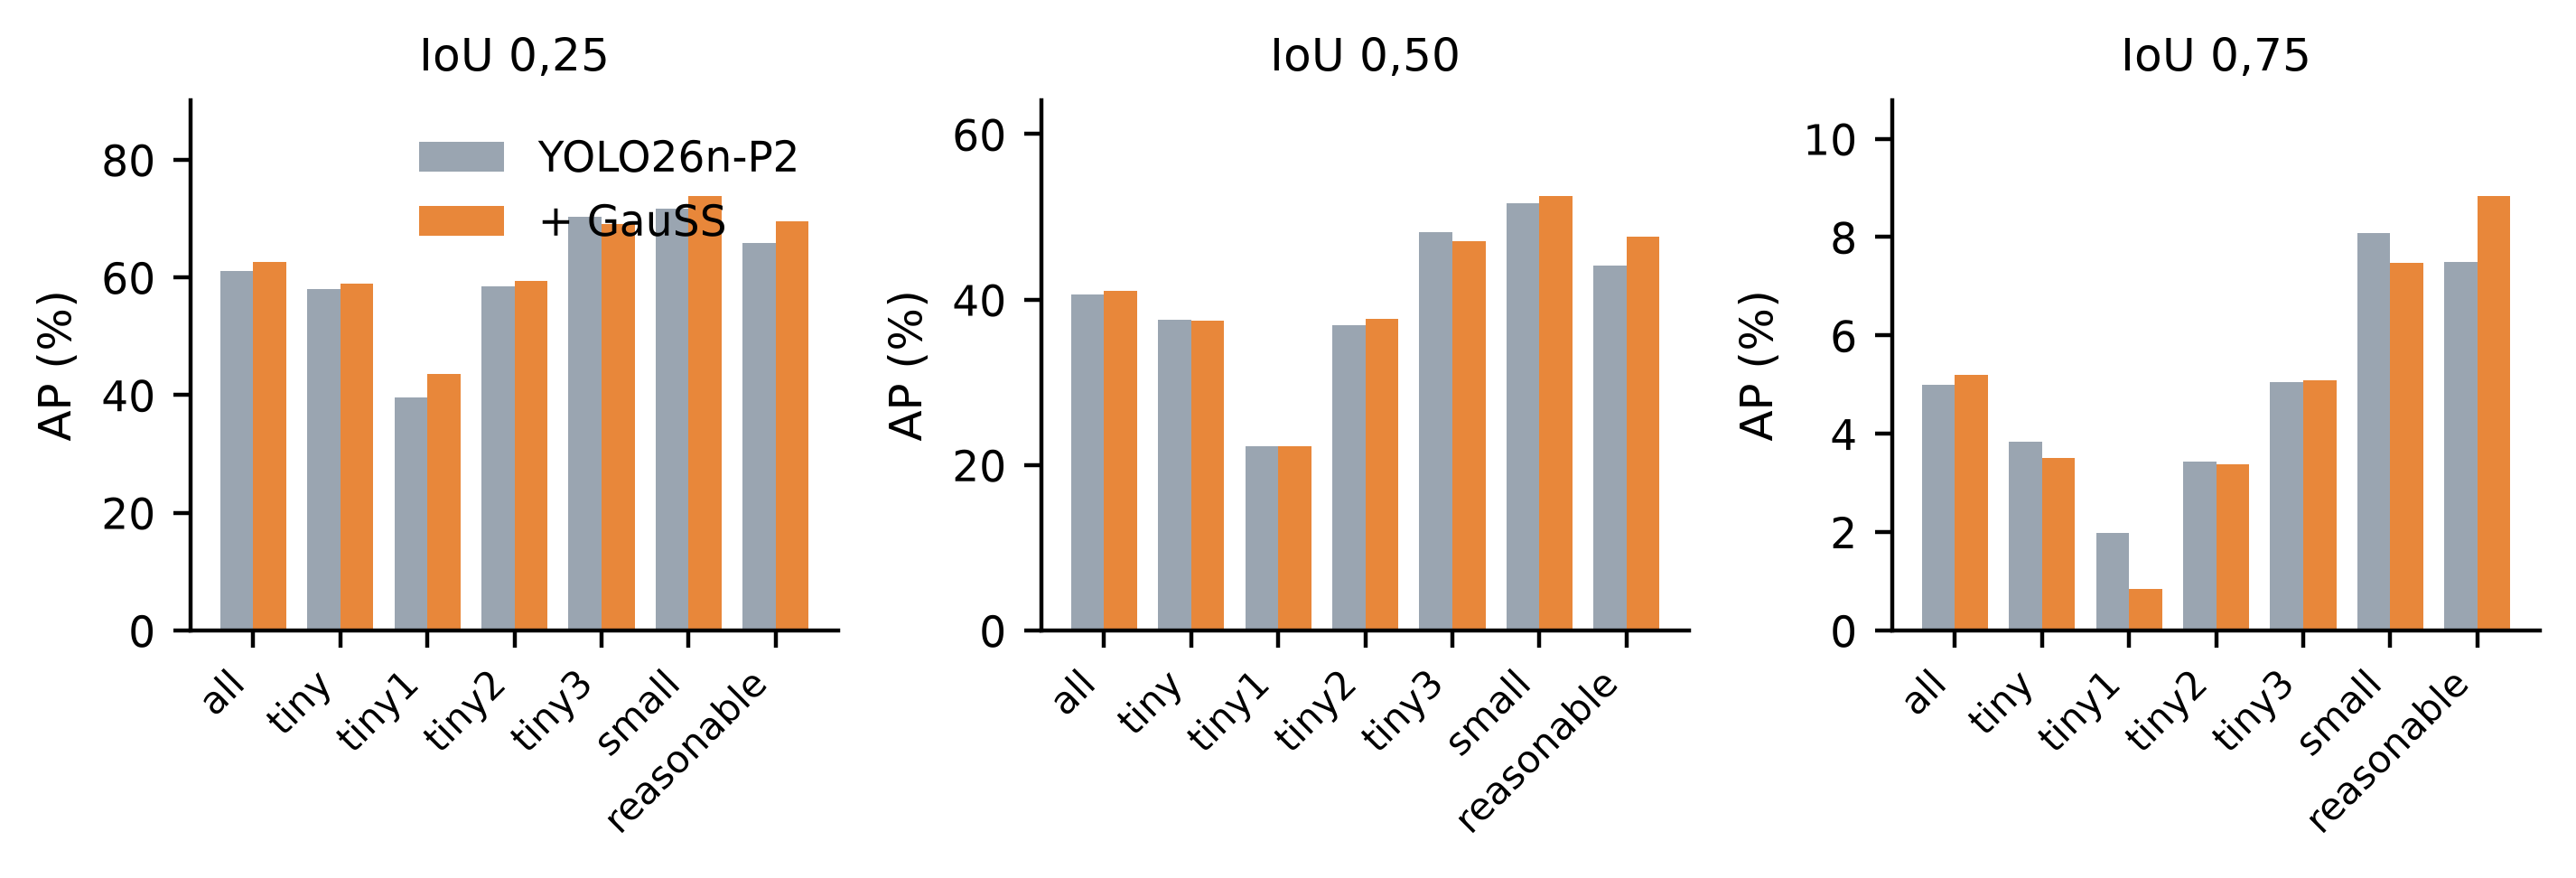 IoU 0,25
AP (%)
80
60
40
20
0
YOLO26n-P2
+ GauSS
all
tiny
tiny1
tiny2
tiny3
small
reasonable
IoU 0,50
AP (%)
60
40
20
0
all
tiny
tiny1
tiny2
tiny3
small
reasonable
IoU 0,75
AP (%)
10
8
6
4
2
0
all
tiny
tiny1
tiny2
tiny3
small
reasonable